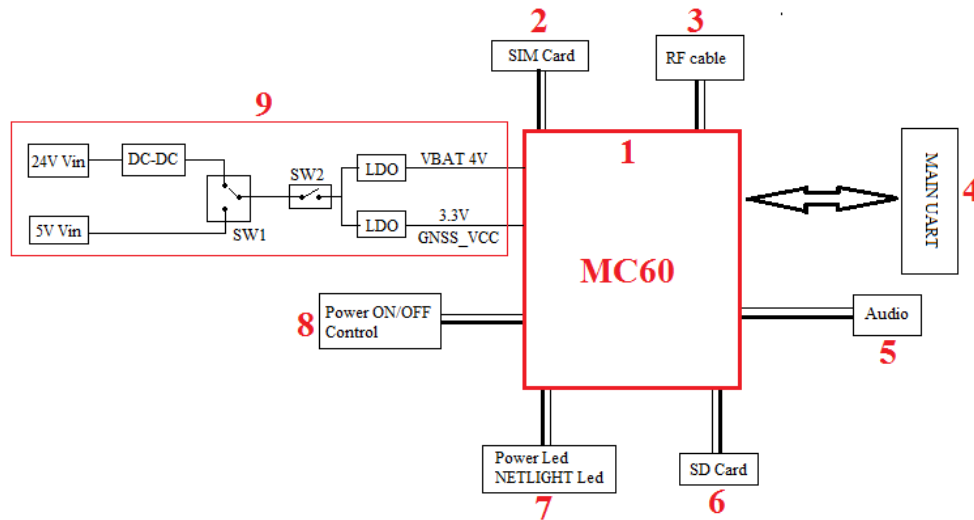 2
SIM Card
3
RF cable
9
24V Vin
DC-DC
5V Vin
SW1
SW2
LDO
VBAT 4V
LDO
3.3V
GNSS_VCC
1
MC60
MAIN UART
4
8
Power ON/OFF
Control
Audio
5
Power Led
NETLIGHT Led
7
SD Card
6